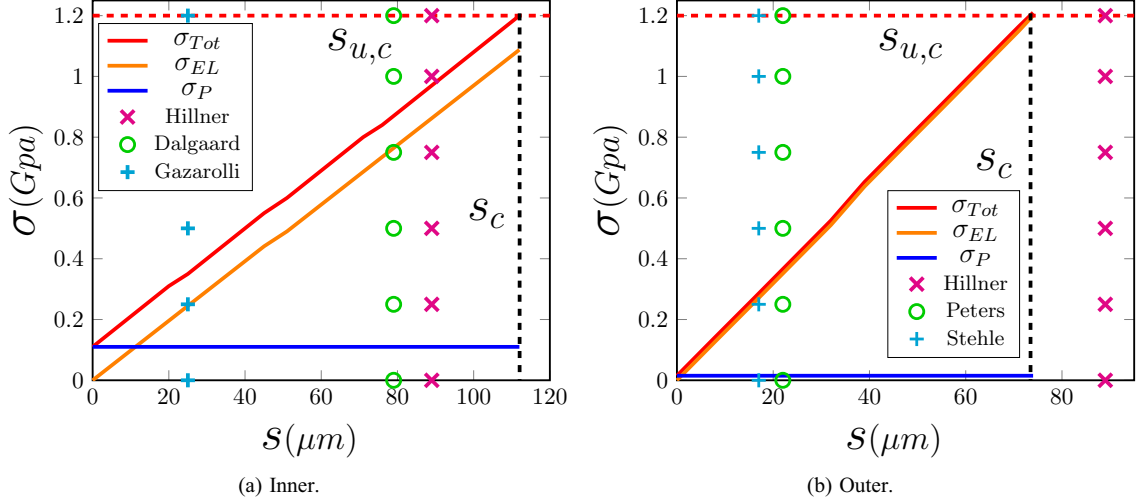 1.2
1
0.8
0.6
0.4
0.2
0
σ(Gpa)
σ_Tot
σ_EL
σ_P
Hillner
Dalgaard
Gazarolli
s_u,c
s_c
0 20 40 60 80 100 120
s(μm)
(a) Inner.
1.2
1
0.8
0.6
0.4
0.2
0
σ(Gpa)
s_u,c
s_c
σ_Tot
σ_EL
σ_P
Hillner
Peters
Stehle
0 20 40 60 80
s(μm)
(b) Outer.